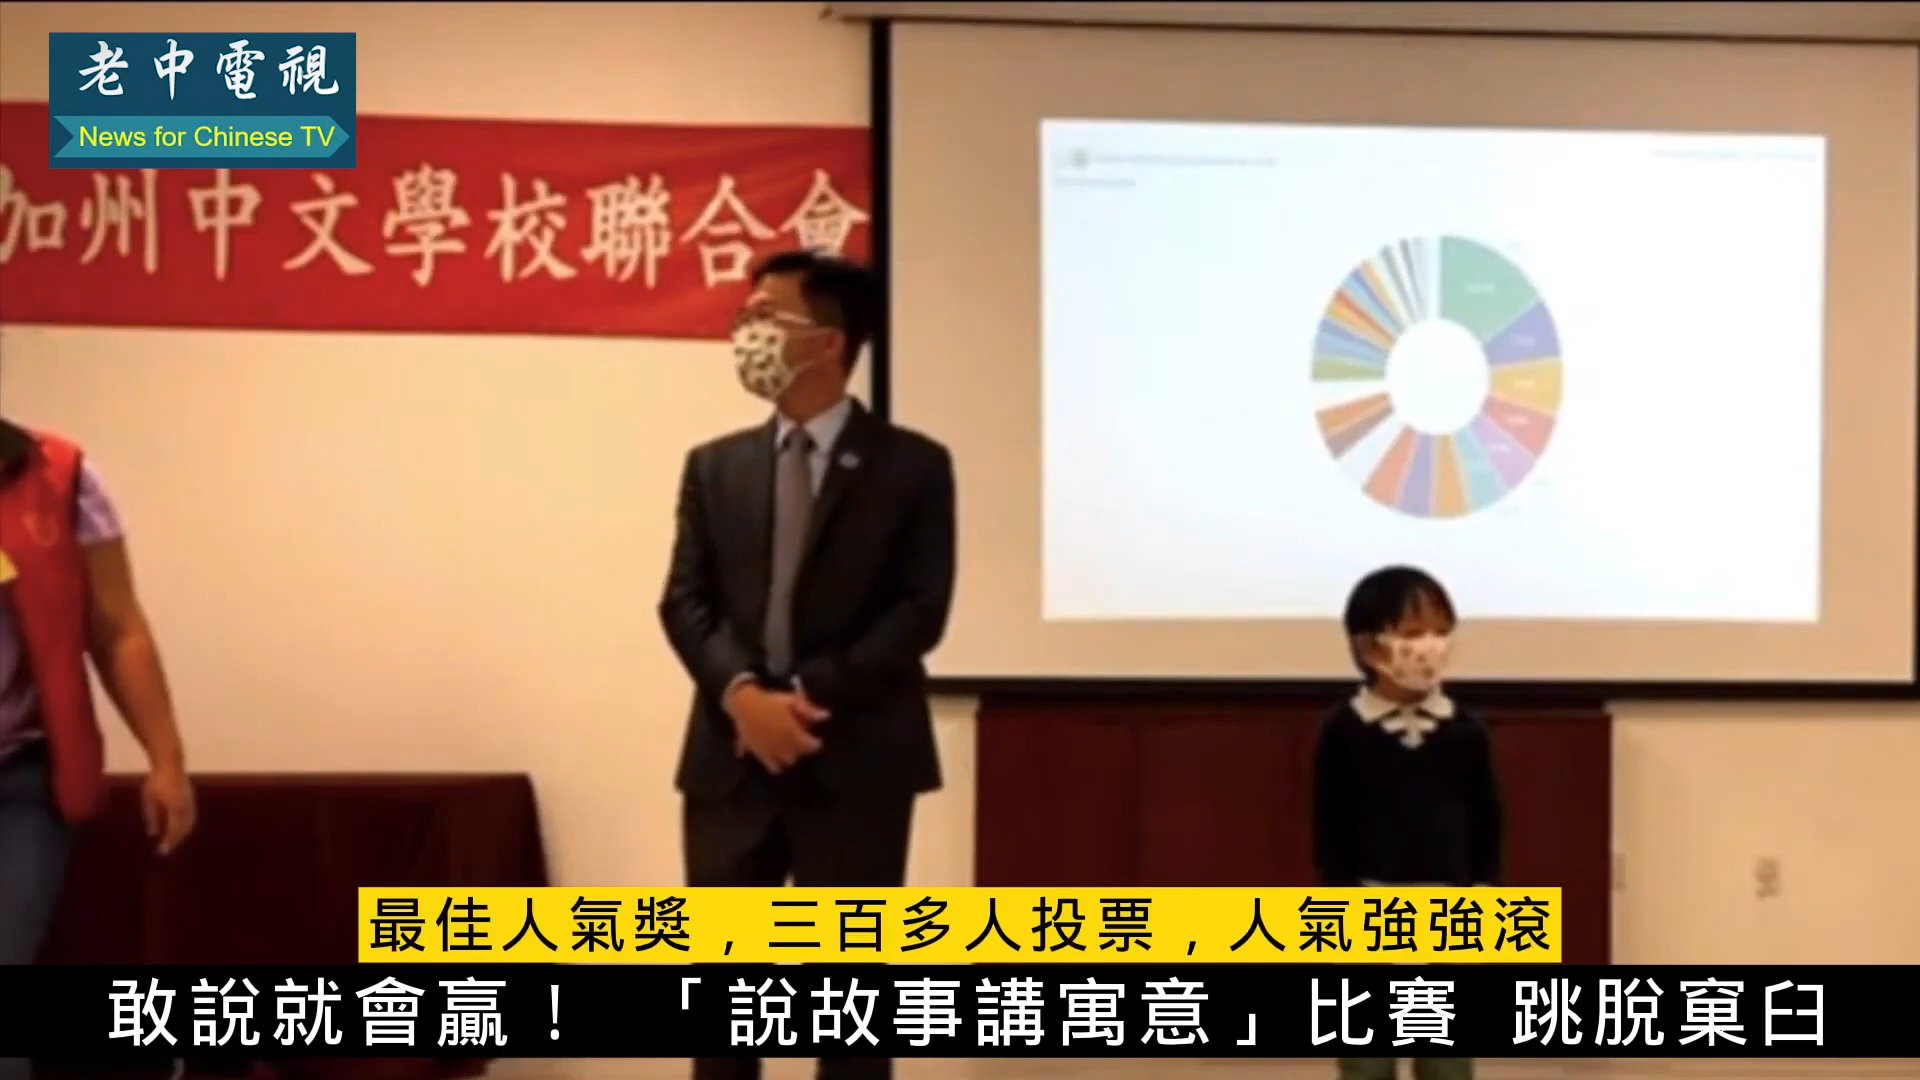 老中電視
News for Chinese TV
加州中文學校聯合會
最佳人氣獎，三百多人投票，人氣強強滾
敢說就會贏！ 「說故事講寓意」比賽 跳脫窠臼